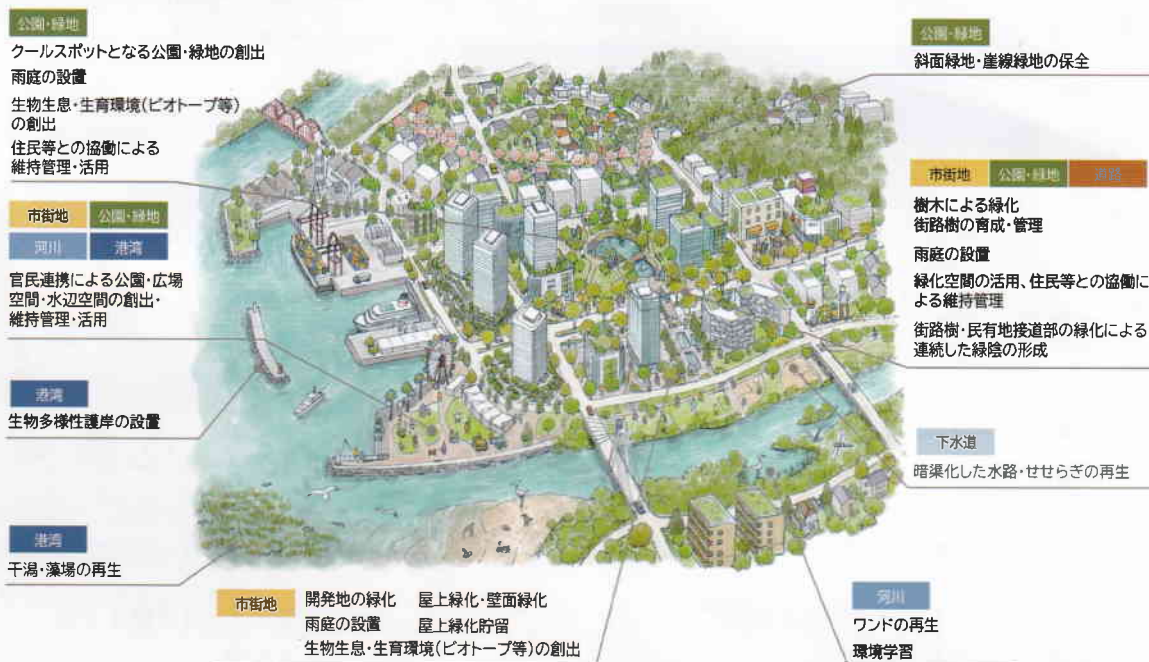 公園・緑地
クールスポットとなる公園・緑地の創出
雨庭の設置
生物生息・生育環境(ビオトープ等)
の創出
住民等との協働による
維持管理・活用
市街地 公園・緑地
河川 港湾
官民連携による公園・広場
空間・水辺空間の創出・
維持管理・活用
港湾
生物多様性護岸の設置
港湾
干潟・藻場の再生
市街地
開発地の緑化 屋上緑化・壁面緑化
雨庭の設置 屋上緑化貯留
生物生息・生育環境(ビオトープ等)の創出
公園・緑地
斜面緑地・崖線緑地の保全
市街地 公園・緑地 道路
樹木による緑化
街路樹の育成・管理
雨庭の設置
緑化空間の活用、住民等との協働に
よる維持管理
街路樹・民有地接道部の緑化による
連続した緑陰の形成
下水道
暗渠化した水路・せせらぎの再生
河川
ワンドの再生
環境学習